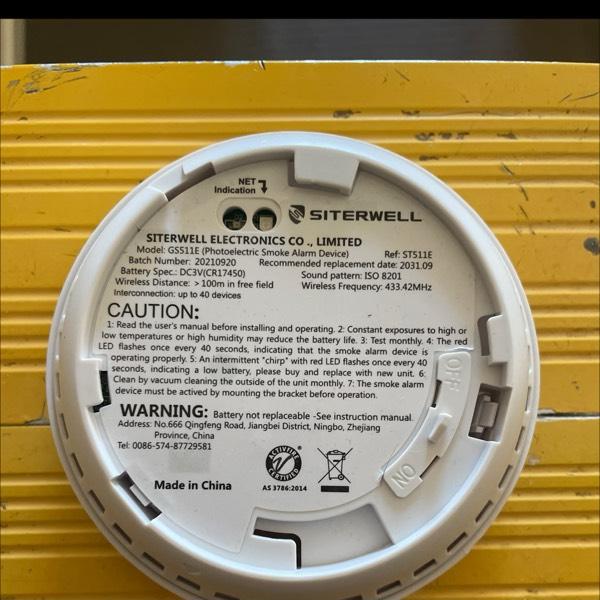 NET
Indication
SITERWELL
SITERWELL ELECTRONICS CO ., LIMITED
Model: GS511E (Photoelectric Smoke Alarm Device) Ref: ST511E
Batch Number: 20210920 Recommended replacement date: 2031.09
Battery Spec.: DC3V(CR17450) Sound pattern: ISO 8201
Wireless Distance: >100m in free field Wireless Frequency: 433.42MHz
Interconnection: up to 40 devices
CAUTION:
1: Read the user's manual before installing and operating. 2: Constant exposures to high or
low temperatures or high humidity may reduce the battery life. 3: Test monthly. 4: The red
LED flashes once every 40 seconds, indicating that the smoke alarm device is
operating properly. 5: An intermittent "chirp" with red LED flashes once every 40
seconds, indicating a low battery, please buy and replace with new unit. 6:
Clean by vacuum cleaning the outside of the unit monthly. 7: The smoke alarm
device must be actived by mounting the bracket before operation.
OFF
WARNING: Battery not replaceable -See instruction manual.
Address: No.666 Qingfeng Road, Jiangbei District, Ningbo, Zhejiang
Province, China
Tel: 0086-574-87729581
NO
ACTIVFIRE
CERTIFIED
Made in China
AS 3786:2014